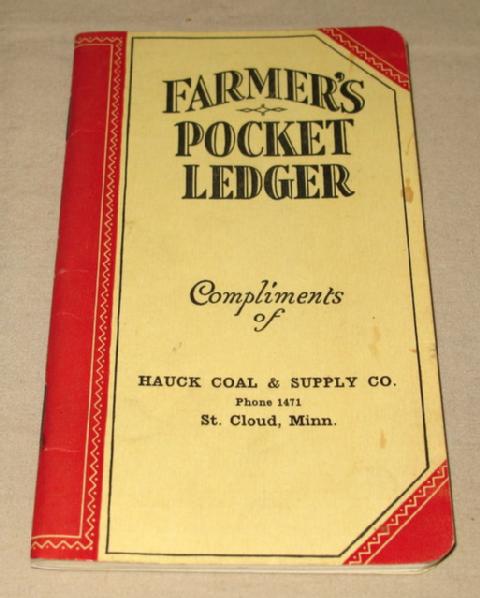 FARMER'S
POCKET
LEDGER
Compliments
of
HAUCK COAL & SUPPLY CO.
Phone 1471
St. Cloud, Minn.